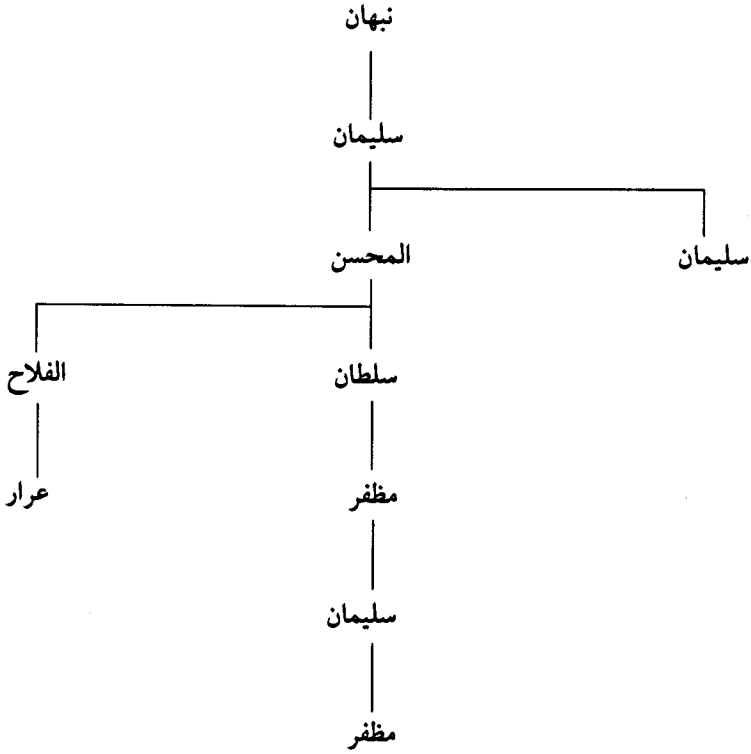 نبهان
سليمان
سليمان
المحسن
سلطان
الفلاح
مظفر
عرار
سليمان
مظفر